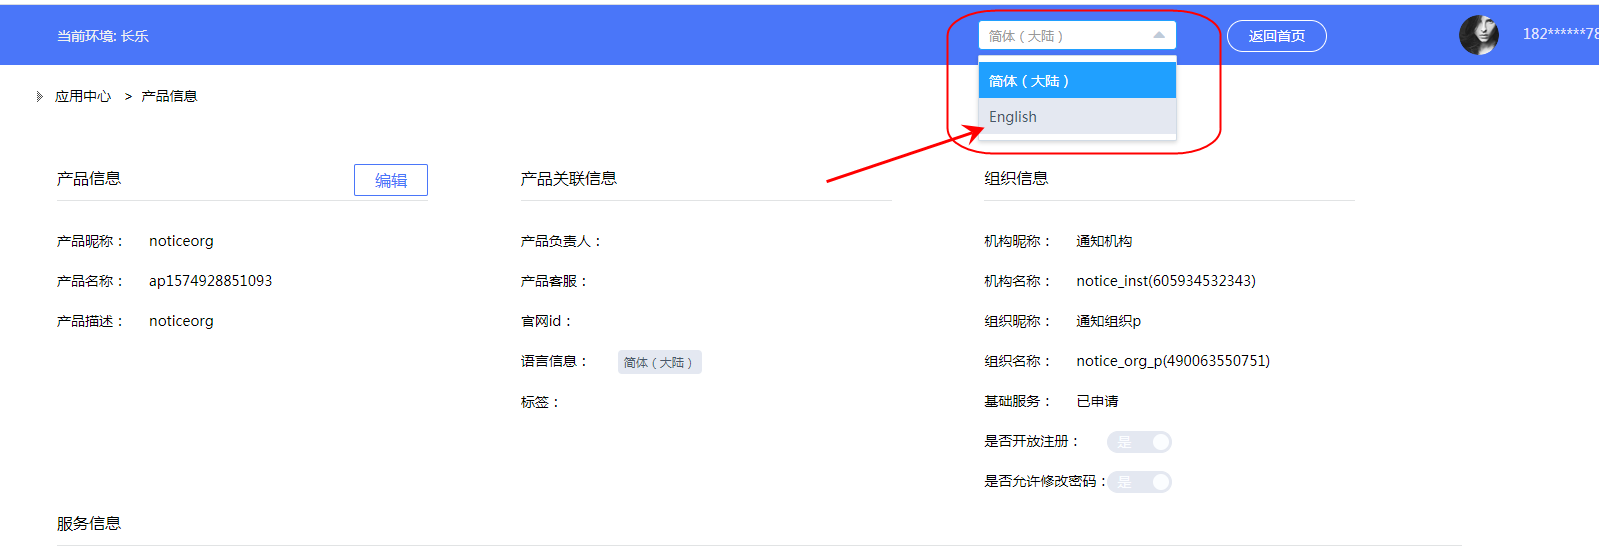 当前环境: 长乐
简体（大陆）
返回首页
182******78
简体（大陆）
English
应用中心 > 产品信息
产品信息
编辑
产品昵称： noticeorg
产品名称： ap1574928851093
产品描述： noticeorg
产品关联信息
产品负责人：
产品客服：
官网id：
语言信息： 简体（大陆）
标签：
组织信息
机构昵称： 通知机构
机构名称： notice_inst(605934532343)
组织昵称： 通知组织p
组织名称： notice_org_p(490063550751)
基础服务： 已申请
是否开放注册： 是
是否允许修改密码： 是
服务信息